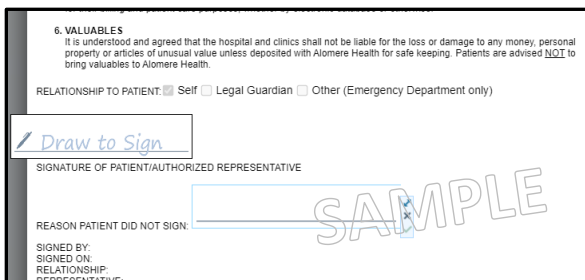 6. VALUABLES
It is understood and agreed that the hospital and clinics shall not be liable for the loss or damage to any money, personal
property or articles of unusual value unless deposited with Alomere Health for safe keeping. Patients are advised NOT to
bring valuables to Alomere Health.
RELATIONSHIP TO PATIENT: Self Legal Guardian Other (Emergency Department only)
Draw to Sign
SIGNATURE OF PATIENT/AUTHORIZED REPRESENTATIVE
SAMPLE
REASON PATIENT DID NOT SIGN:
SIGNED BY:
SIGNED ON:
RELATIONSHIP:
REPRESENTATIVE: